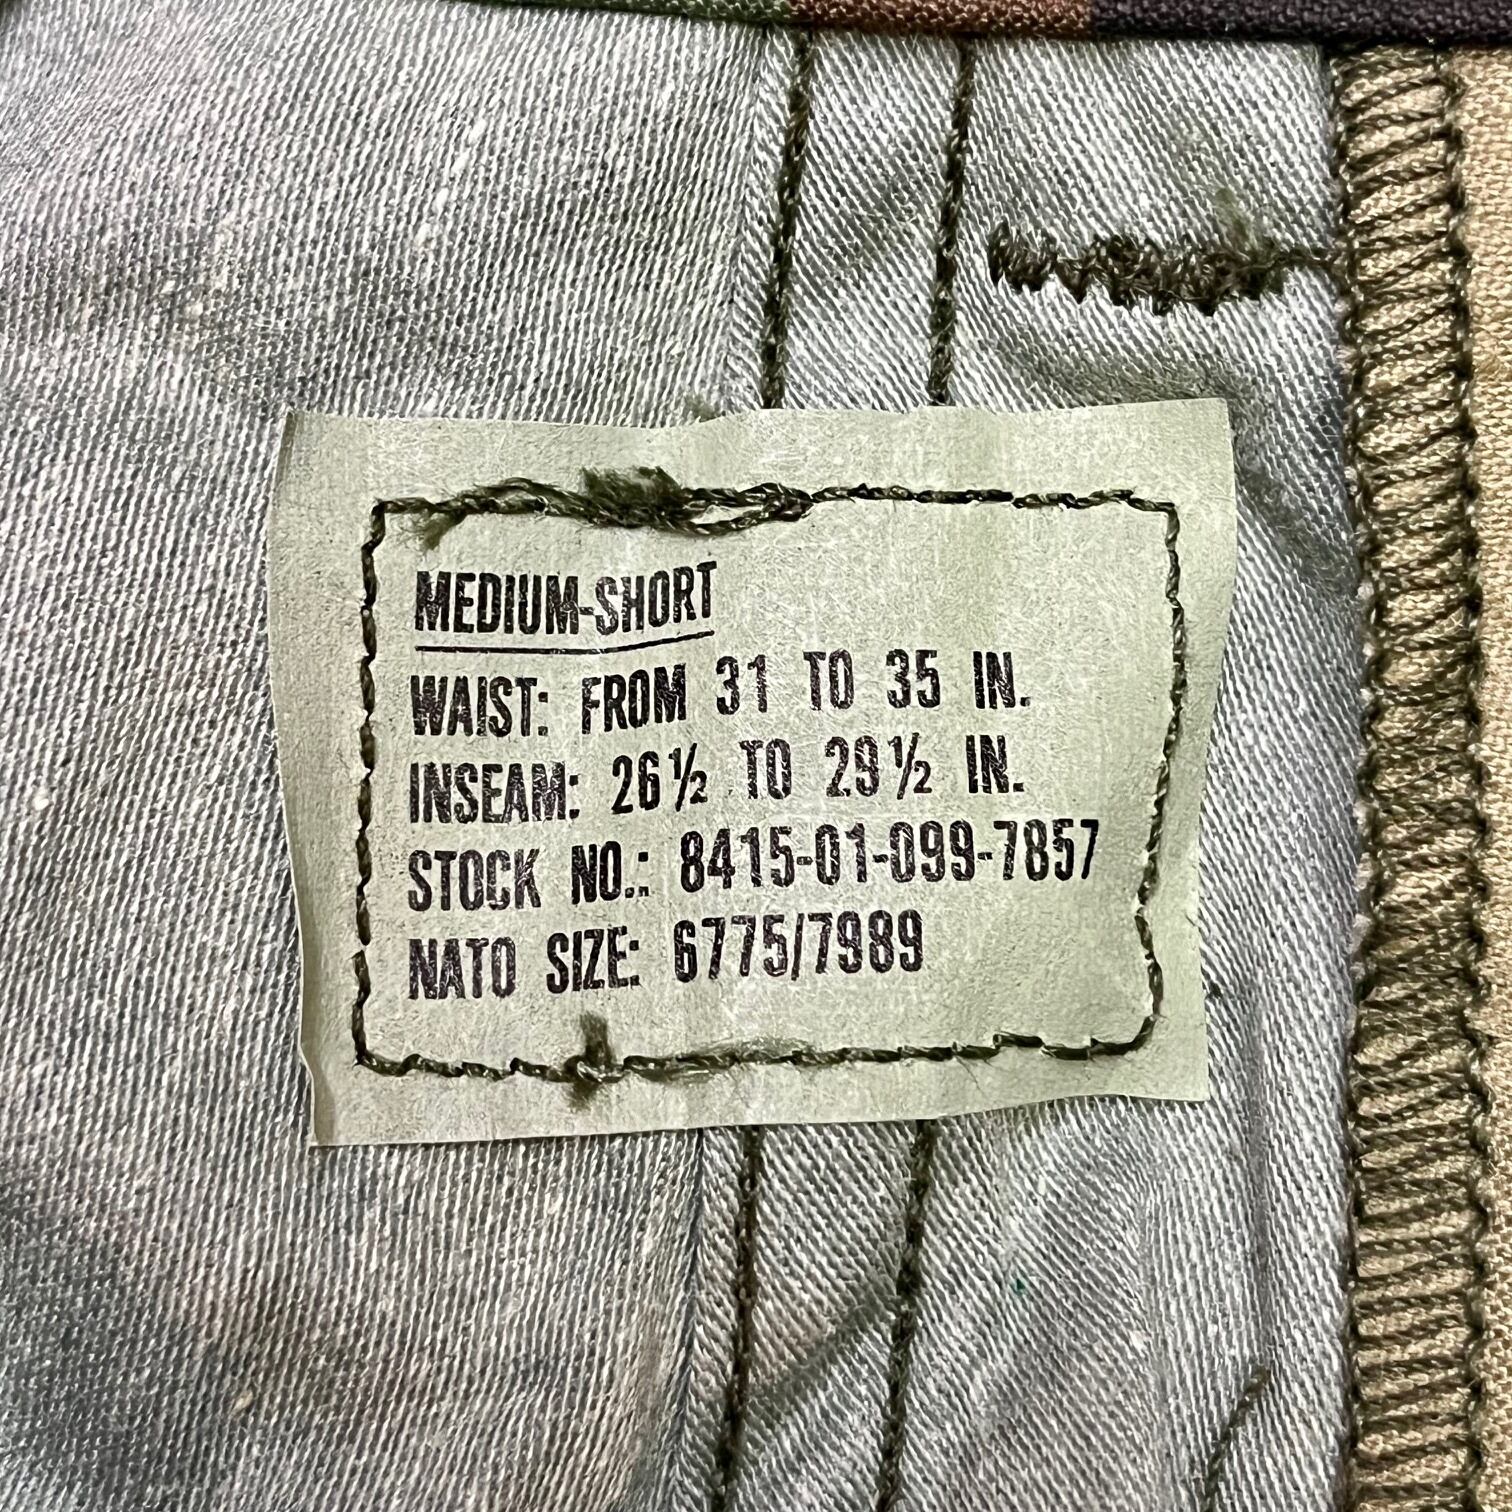 MEDIUM-SHORT
WAIST: FROM 31 TO 35 IN.
INSEAM: 26½ TO 29½ IN.
STOCK NO.: 8415-01-099-7857
NATO SIZE: 6775/7989